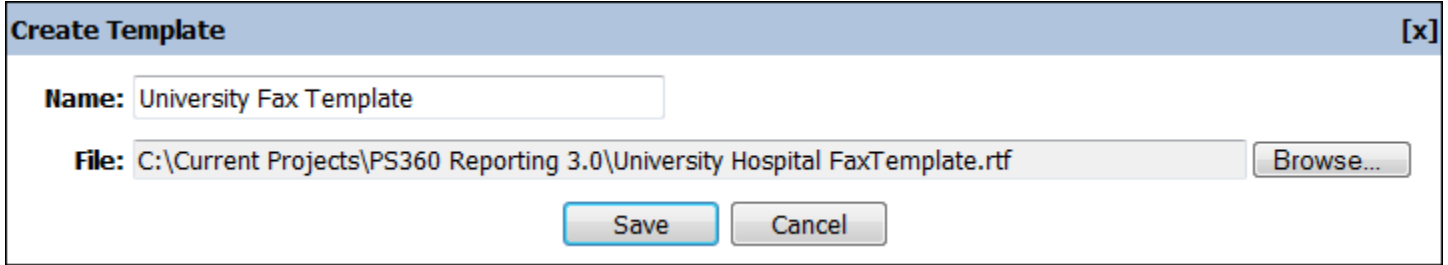 Create Template [x]
Name: University Fax Template
File: C:\Current Projects\PS360 Reporting 3.0\University Hospital FaxTemplate.rtf Browse...
Save Cancel